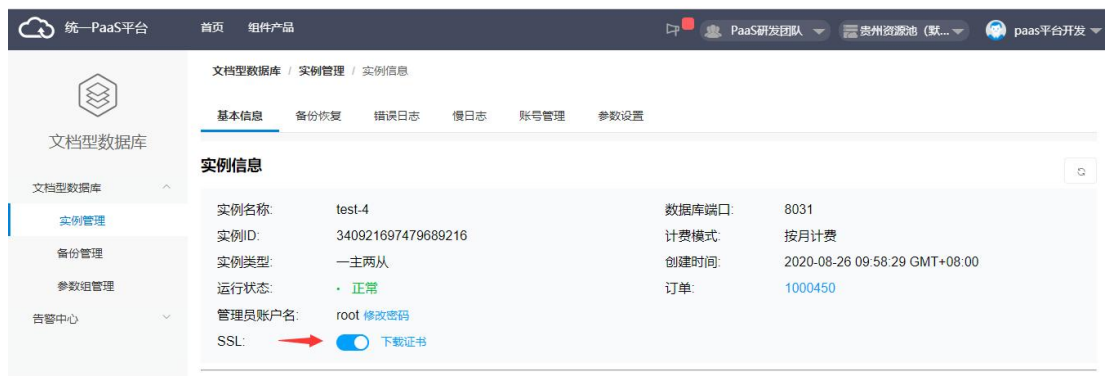 统一PaaS平台 首页 组件产品 PaaS研发团队 贵州资源池（默... paas平台开发
文档型数据库 / 实例管理 / 实例信息
基本信息 备份恢复 错误日志 慢日志 账号管理 参数设置
文档型数据库
实例信息
文档型数据库
实例管理
备份管理
参数组管理
告警中心
实例名称: test-4 数据库端口: 8031
实例ID: 340921697479689216 计费模式: 按月计费
实例类型: 一主两从 创建时间: 2020-08-26 09:58:29 GMT+08:00
运行状态: · 正常 订单: 1000450
管理员账户名: root 修改密码
SSL: 下载证书